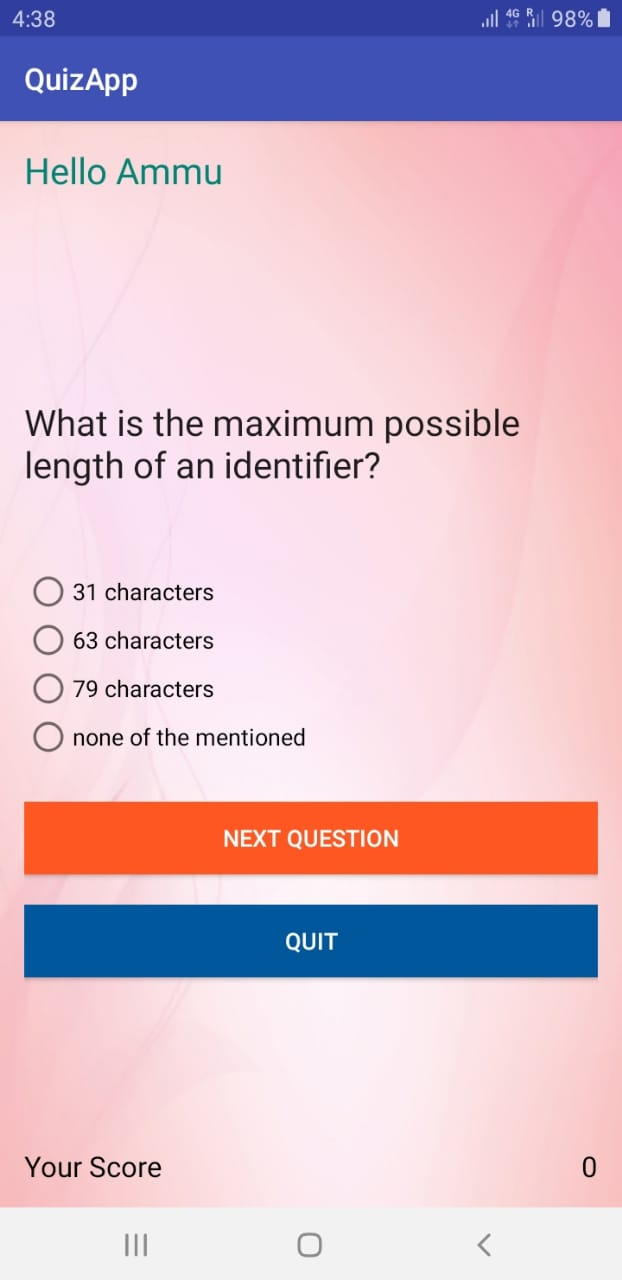 4:38
4G R 98%
QuizApp
Hello Ammu
What is the maximum possible
length of an identifier?
31 characters
63 characters
79 characters
none of the mentioned
NEXT QUESTION
QUIT
Your Score 0